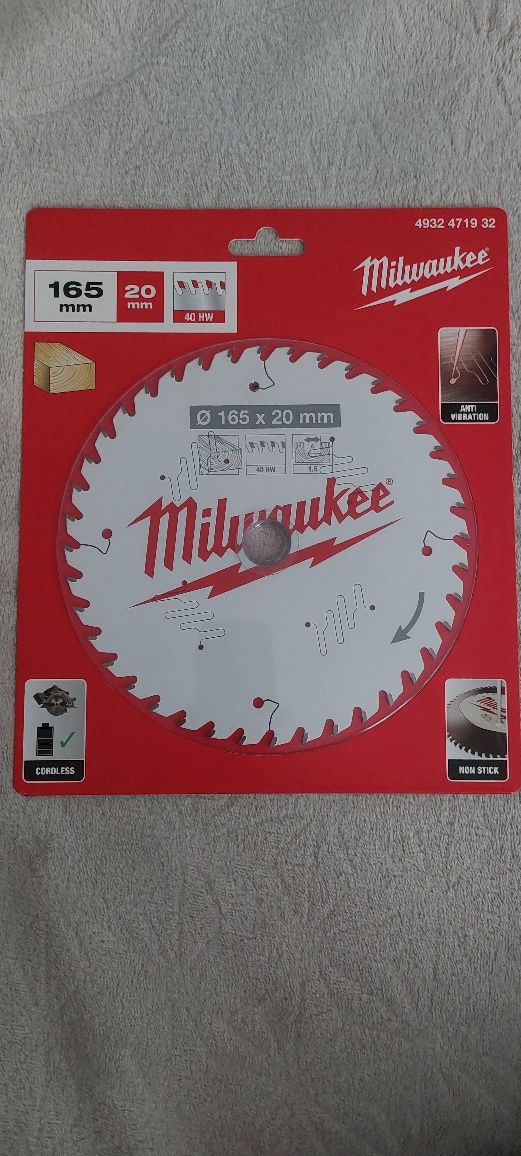 4932 4719 32
Milwaukee®
165 mm
20 mm
40 HW
ANTI
VIBRATION
Ø 165 x 20 mm
40 HW
1.6
Milwaukee®
CORDLESS
NON STICK